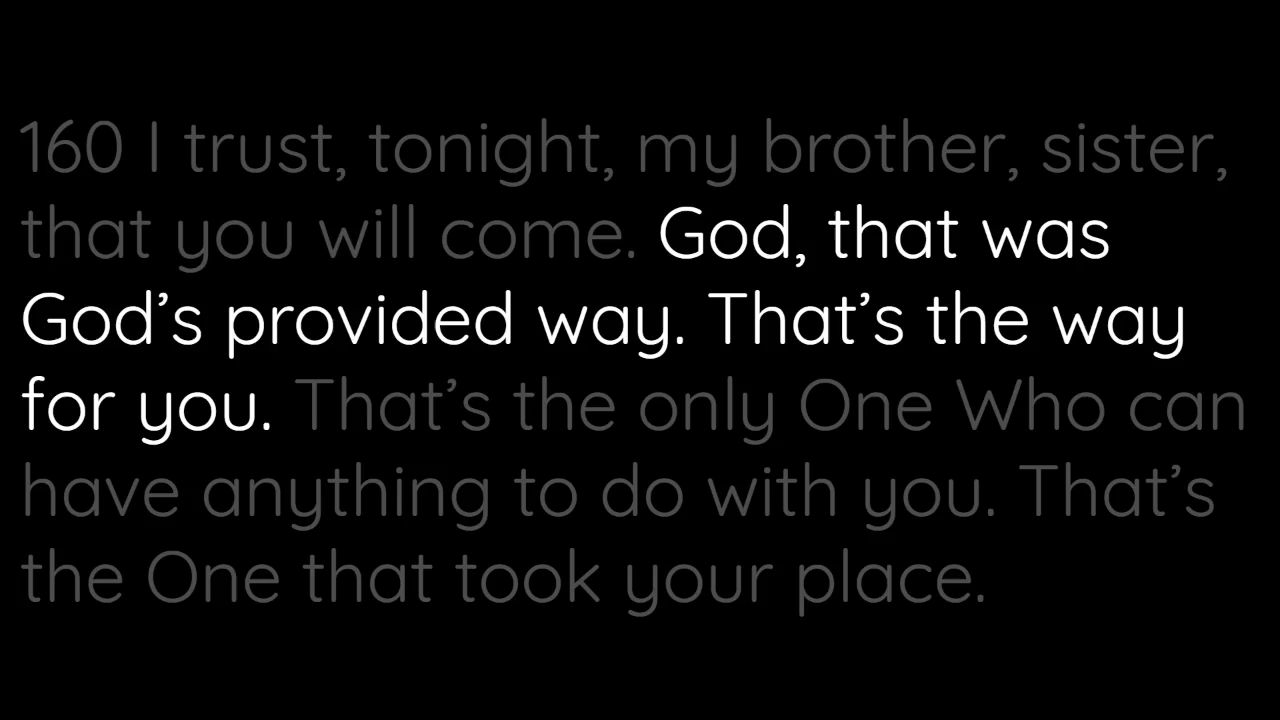 160 I trust, tonight, my brother, sister,
that you will come. God, that was
God’s provided way. That’s the way
for you. That’s the only One Who can
have anything to do with you. That’s
the One that took your place.